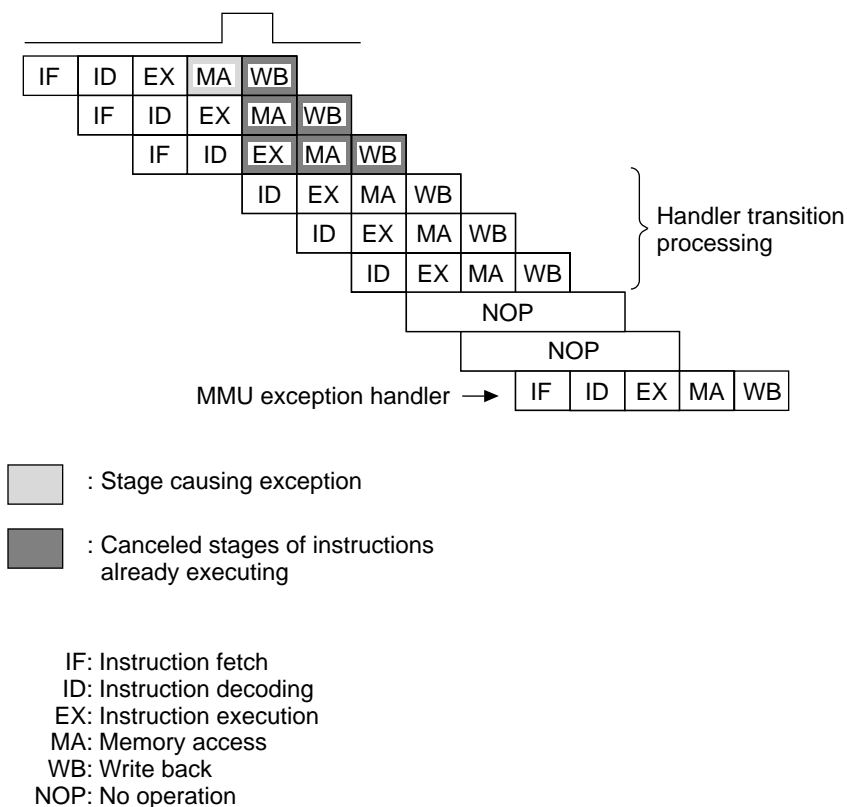 IF ID EX MA WB
IF ID EX MA WB
IF ID EX MA WB
ID EX MA WB
ID EX MA WB
ID EX MA WB
Handler transition
processing
NOP
NOP
MMU exception handler
IF ID EX MA WB
: Stage causing exception
: Canceled stages of instructions
already executing
IF: Instruction fetch
ID: Instruction decoding
EX: Instruction execution
MA: Memory access
WB: Write back
NOP: No operation